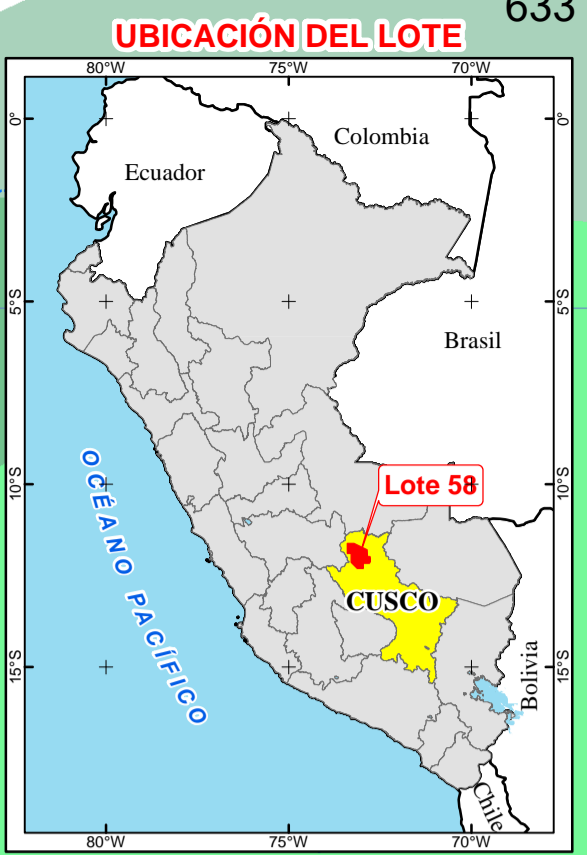 633
UBICACIÓN DEL LOTE
80°W 75°W 70°W
0° 0°
Colombia
Ecuador
5°S 5°S
Brasil
OCÉANO PACÍFICO
10°S 10°S
Lote 58
CUSCO
15°S 15°S
Bolivia
Chile
80°W 75°W 70°W